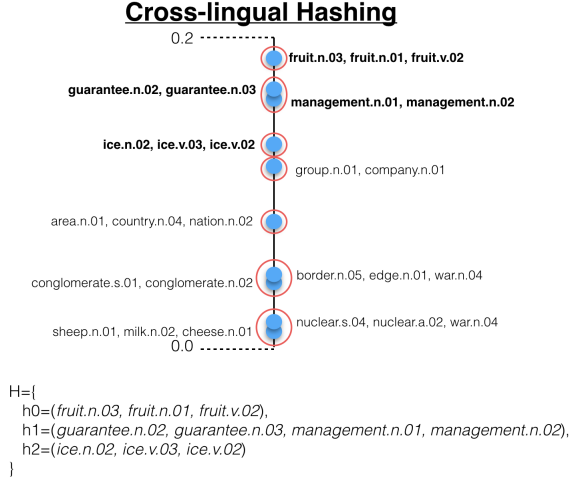 Cross-lingual Hashing
0.2
fruit.n.03, fruit.n.01, fruit.v.02
guarantee.n.02, guarantee.n.03
management.n.01, management.n.02
ice.n.02, ice.v.03, ice.v.02
group.n.01, company.n.01
area.n.01, country.n.04, nation.n.02
border.n.05, edge.n.01, war.n.04
conglomerate.s.01, conglomerate.n.02
nuclear.s.04, nuclear.a.02, war.n.04
sheep.n.01, milk.n.02, cheese.n.01
0.0
H={
h0=(fruit.n.03, fruit.n.01, fruit.v.02),
h1=(guarantee.n.02, guarantee.n.03, management.n.01, management.n.02),
h2=(ice.n.02, ice.v.03, ice.v.02)
}